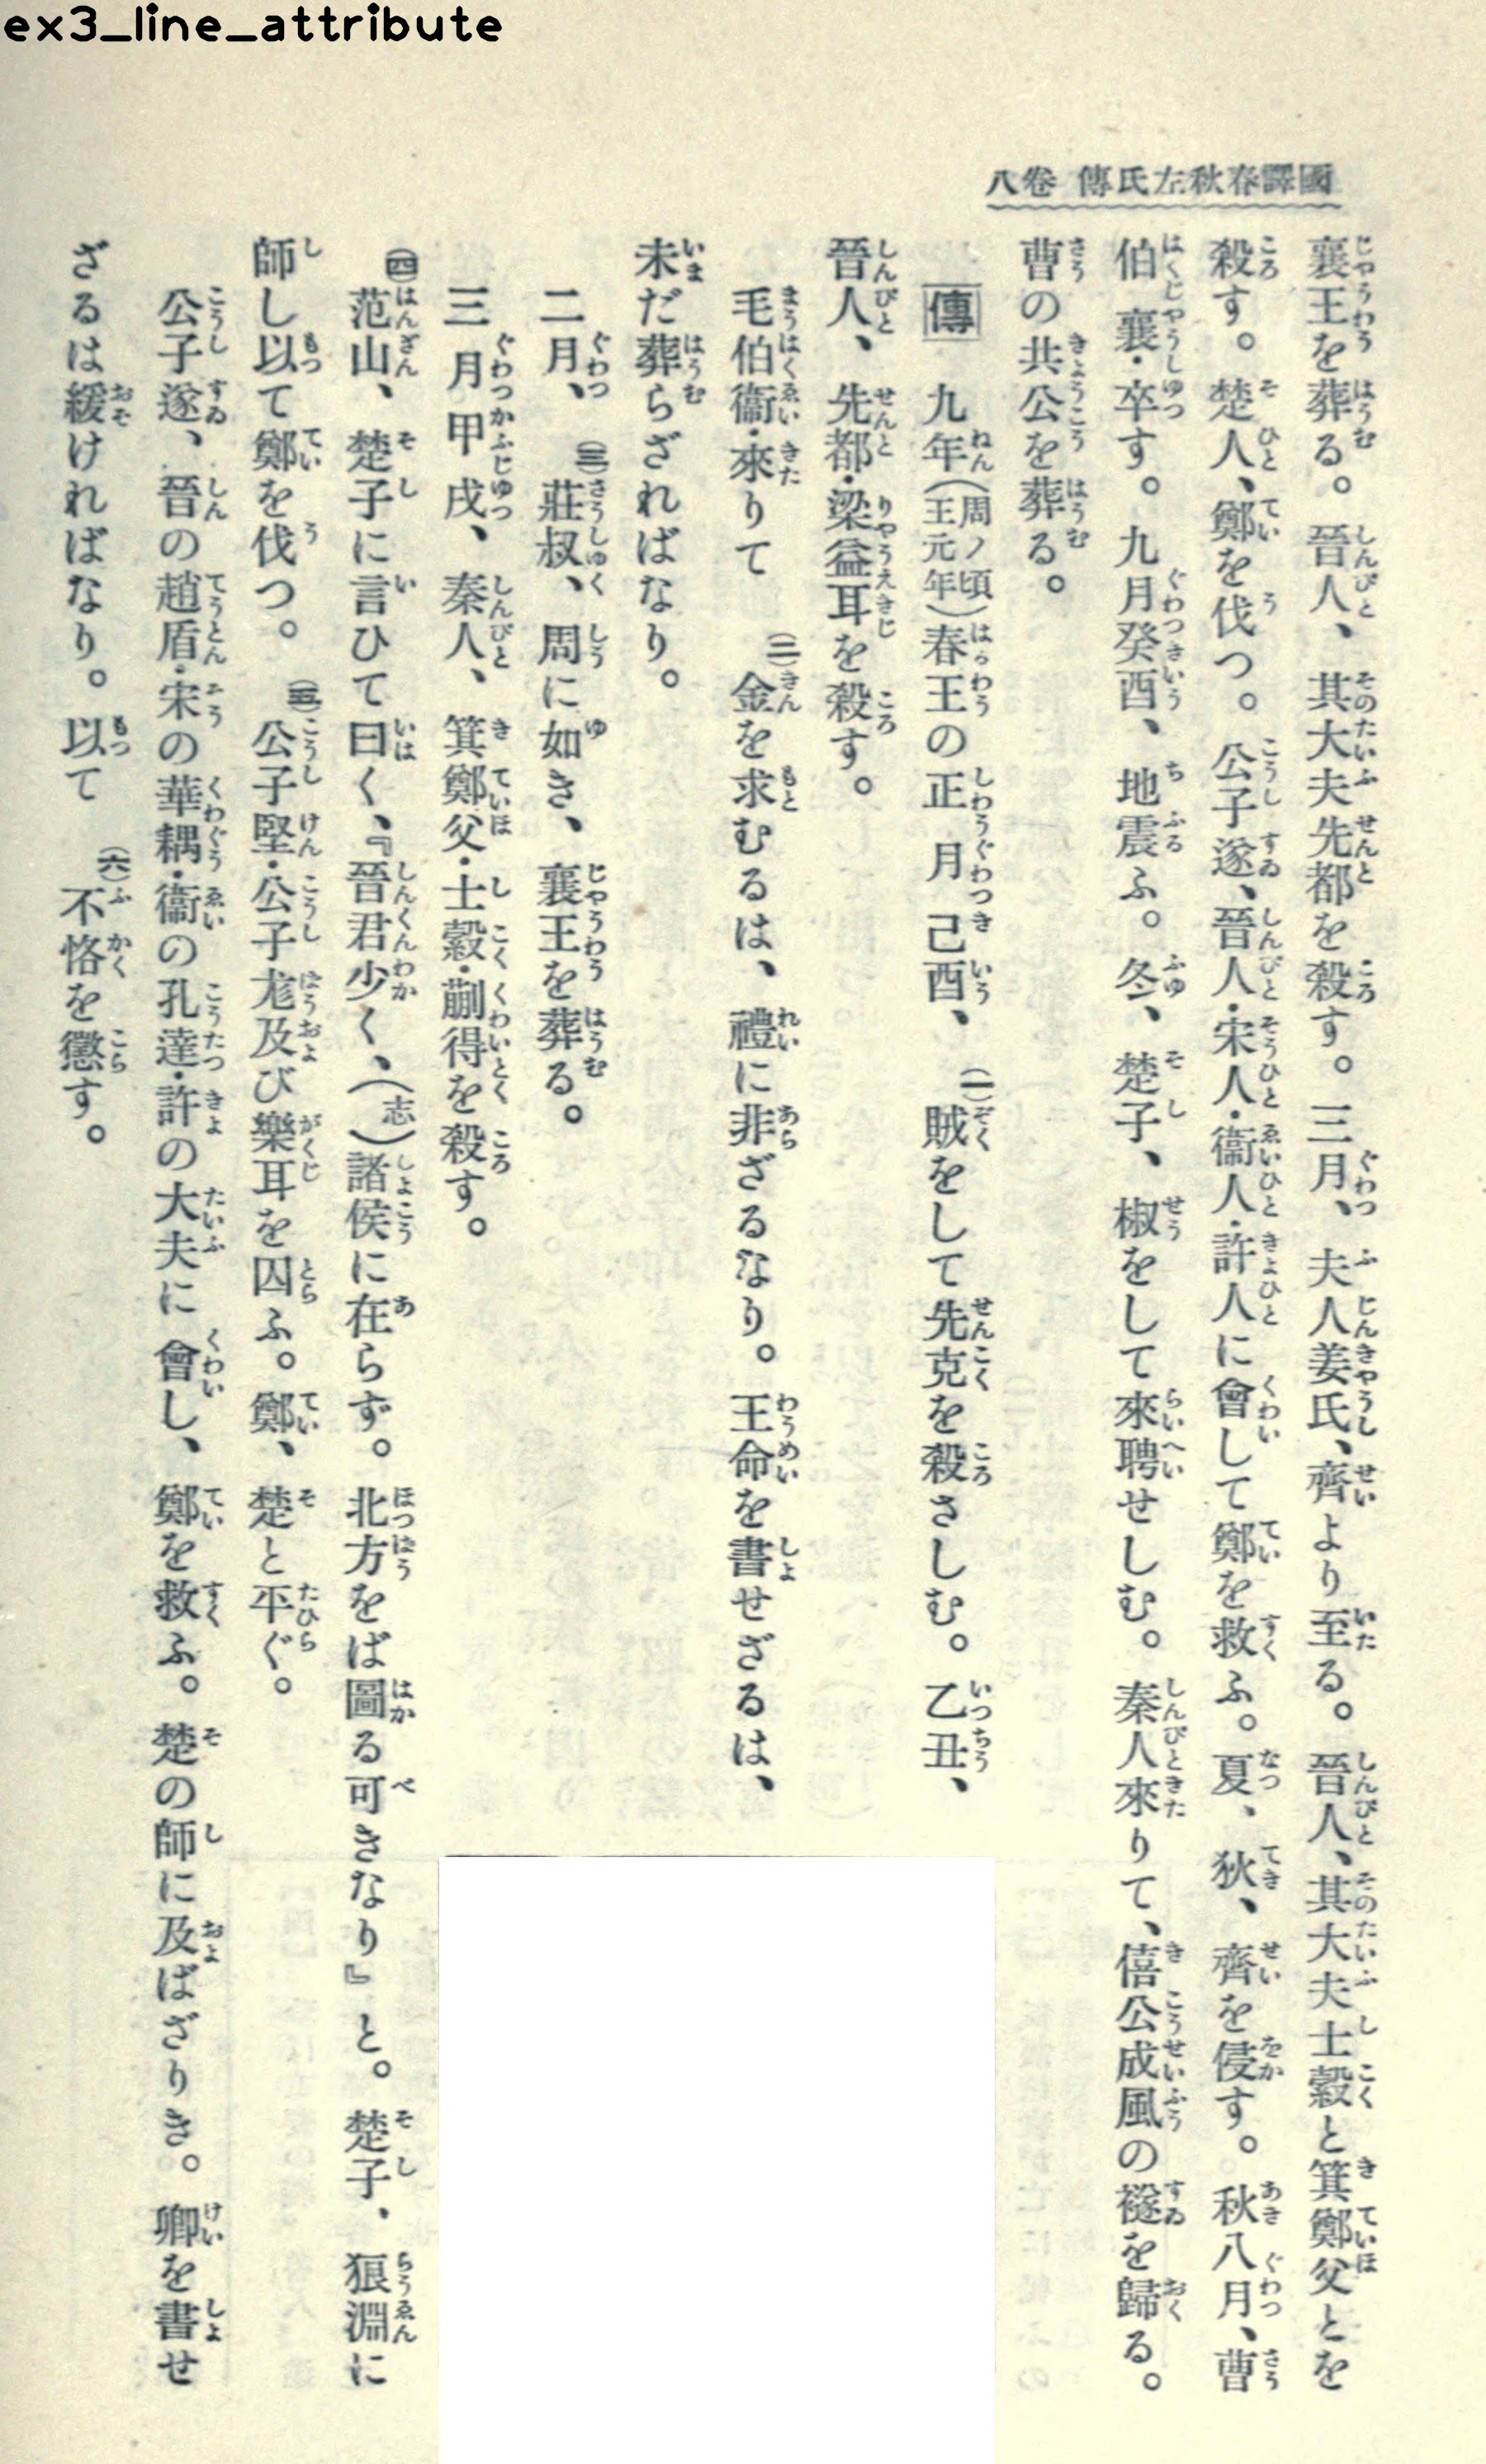 ex3_line_attribute
國譯春秋左氏傳 卷八
襄王を葬る。晉人、其大夫先都を殺す。三月、夫人姜氏、齊より至る。晉人、其大夫士縠と箕鄭父とを
殺す。楚人、鄭を伐つ。公子遂、晉人・宋人・衞人・許人に會して鄭を救ふ。夏、狄、齊を侵す。秋八月、曹
伯襄・卒す。九月癸酉、地震ふ。冬、楚子、椒をして來聘せしむ。秦人來りて、僖公成風の襚を歸る。
曹の共公を葬る。
傳 九年(周ノ頃王元年)春王の正月己酉、(一)賊をして先克を殺さしむ。乙丑、
晉人、先都・梁益耳を殺す。
毛伯衞・來りて(二)金を求むるは、禮に非ざるなり。王命を書せざるは、
未だ葬らざればなり。
二月、(三)莊叔、周に如き、襄王を葬る。
三月甲戌、秦人、箕鄭父・士縠・蒯得を殺す。
(四)范山、楚子に言ひて曰く、『晉君少く、(志)諸侯に在らず。北方をば圖る可きなり』と。楚子、狼淵に
師し以て鄭を伐つ。(五)公子堅・公子尨及び樂耳を囚ふ。鄭、楚と平ぐ。
公子遂、晉の趙盾・宋の華耦・衞の孔達・許の大夫に會し、鄭を救ふ。楚の師に及ばざりき。卿を書せ
ざるは緩ければなり。以て(六)不恪を懲す。